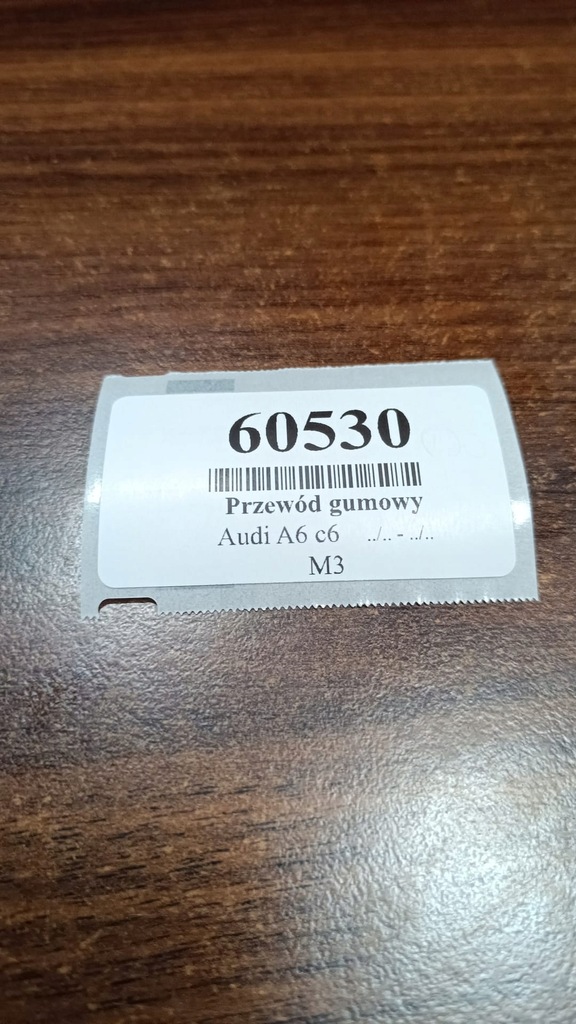 60530
Przewód gumowy
Audi A6 c6 ../.. - ../..
M3